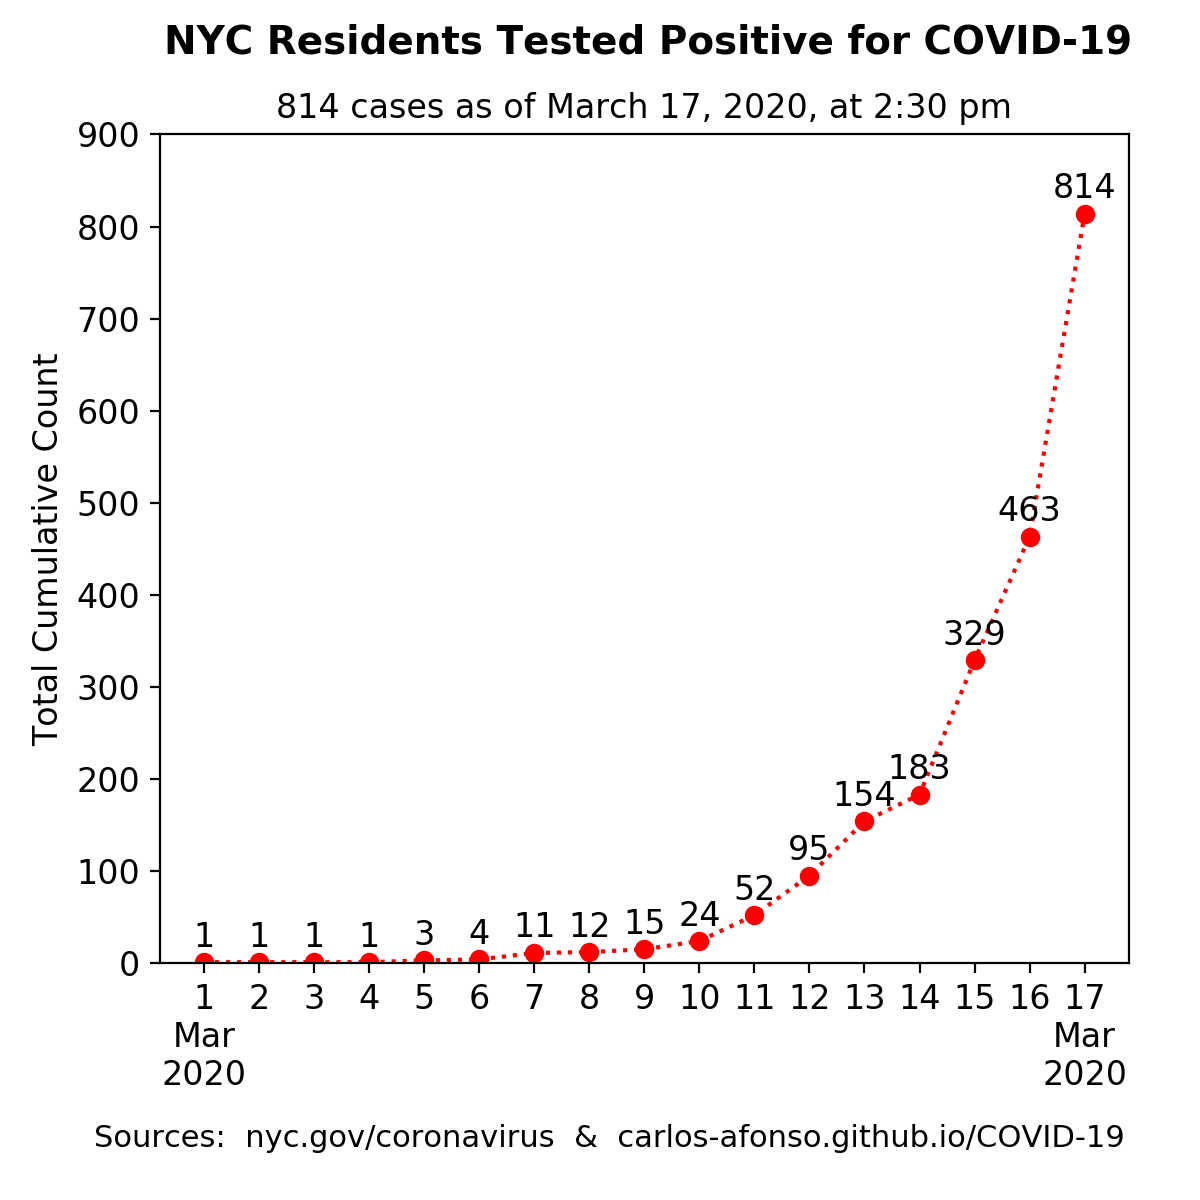 NYC Residents Tested Positive for COVID-19
814 cases as of March 17, 2020, at 2:30 pm
Total Cumulative Count
900
800
700
600
500
400
300
200
100
0
1 1 1 1 3 4 11 12 15 24 52 95 154 183 329 463 814
1 2 3 4 5 6 7 8 9 10 11 12 13 14 15 16 17
Mar Mar
2020 2020
Sources: nyc.gov/coronavirus & carlos-afonso.github.io/COVID-19